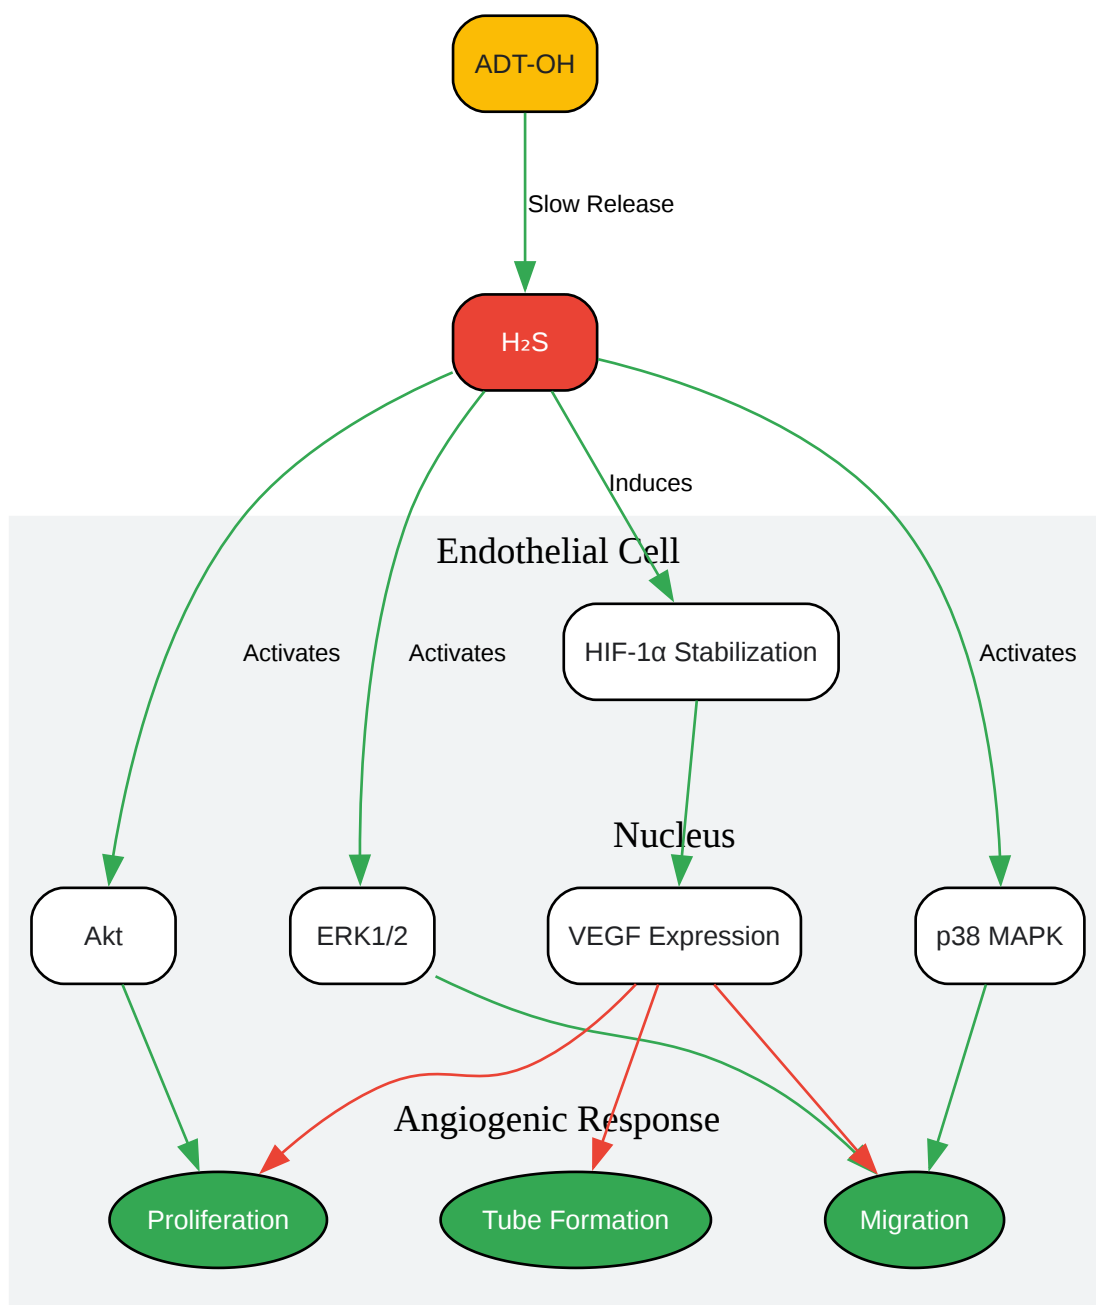 ADT-OH
Slow Release
H₂S
Induces
Endothelial Cell
Activates
Activates
HIF-1α Stabilization
Activates
Nucleus
Akt
ERK1/2
VEGF Expression
p38 MAPK
Angiogenic Response
Proliferation
Tube Formation
Migration